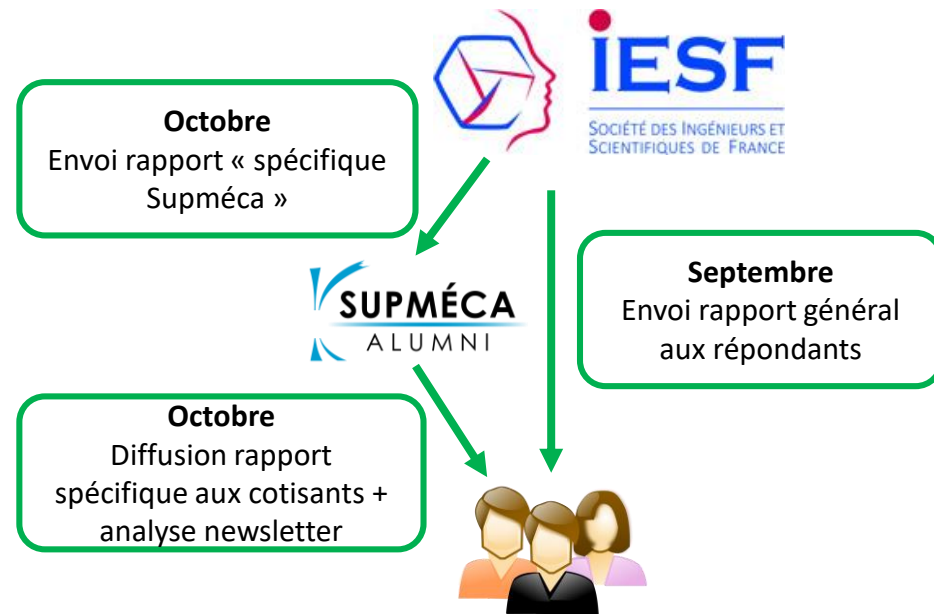 iESF
SOCIÉTÉ DES INGÉNIEURS ET
SCIENTIFIQUES DE FRANCE
Octobre
Envoi rapport « spécifique
Supméca »
SUPMÉCA
ALUMNI
Septembre
Envoi rapport général
aux répondants
Octobre
Diffusion rapport
spécifique aux cotisants +
analyse newsletter